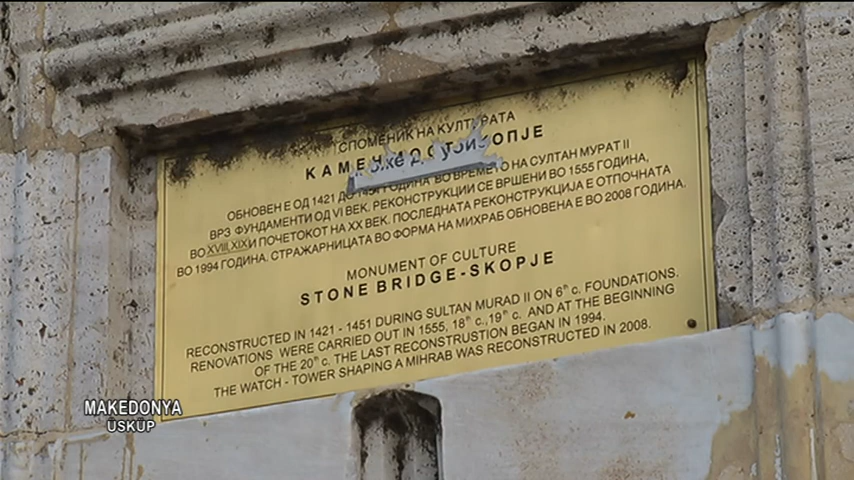 СПОМЕНИК НА КУЛТУРАТА
КАМЕН МОСТ
ОПЈЕ
ОБНОВЕН Е ОД 1421 ДО 1451 ГОДИНА ВО ВРЕМЕТО НА СУЛТАН МУРАТ II
ВРЗ ФУНДАМЕНТИ ОД VI ВЕК. РЕКОНСТРУКЦИИ СЕ ВРШЕНИ ВО 1555 ГОДИНА,
ВО XVIII,XIX И ПОЧЕТОКОТ НА XX ВЕК. ПОСЛЕДНАТА РЕКОНСТРУКЦИЈА Е ОТПОЧНАТА
ВО 1994 ГОДИНА. СТРАЖАРНИЦАТА ВО ФОРМА НА МИХРАБ ОБНОВЕНА Е ВО 2008 ГОДИНА.
MONUMENT OF CULTURE
STONE BRIDGE-SKOPJE
RECONSTRUCTED IN 1421 - 1451 DURING SULTAN MURAD II ON 6th c. FOUNDATIONS.
RENOVATIONS WERE CARRIED OUT IN 1555, 18th c.,19th c. AND AT THE BEGINNING
OF THE 20th c. THE LAST RECONSTRUSTION BEGAN IN 1994.
THE WATCH - TOWER SHAPING A MIHRAB WAS RECONSTRUCTED IN 2008.
MAKEDONYA
USKUP